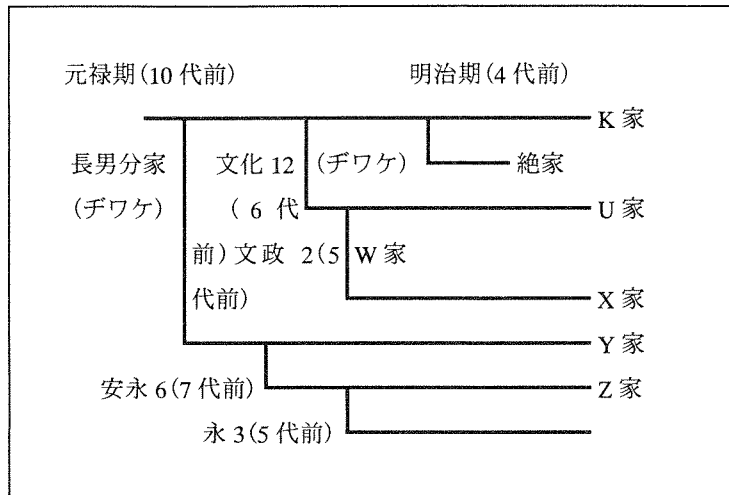 元禄期(10代前)
明治期(4代前)
K家
長男分家
(ヂワケ)
文化 12
(ヂワケ)
絶家
( 6 代
U家
前)文政 2(5
W家
代前)
X家
Y家
安永 6(7代前)
Z家
永 3(5代前)